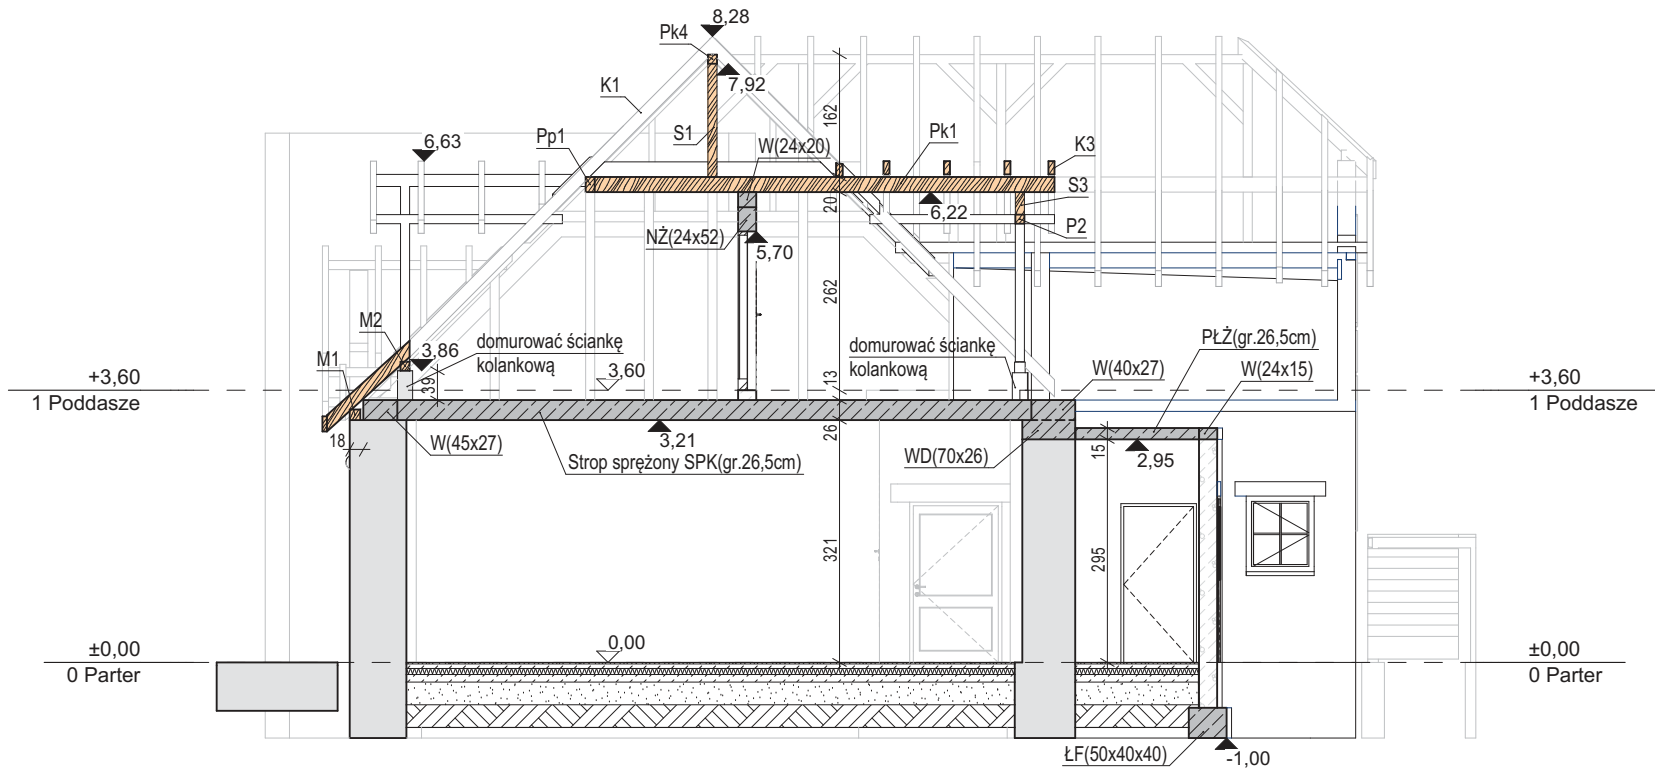 8,28
Pk4
7,92
K1
162
S1
Pk1
Pp1
W(24x20)
K3
6,63
S3
20
6,22
P2
NŻ(24x52)
5,70
262
M2
domurować ściankę
kolankową
3,86
domurować ściankę
kolankową
PŁŻ(gr.26,5cm)
M1
+3,60
1 Poddasze
39
3,60
13
W(40x27)
W(24x15)
+3,60
1 Poddasze
18
W(45x27)
3,21
26
WD(70x26)
15
2,95
Strop sprężony SPK(gr.26,5cm)
321
295
±0,00
0 Parter
0,00
±0,00
0 Parter
ŁF(50x40x40)
-1,00